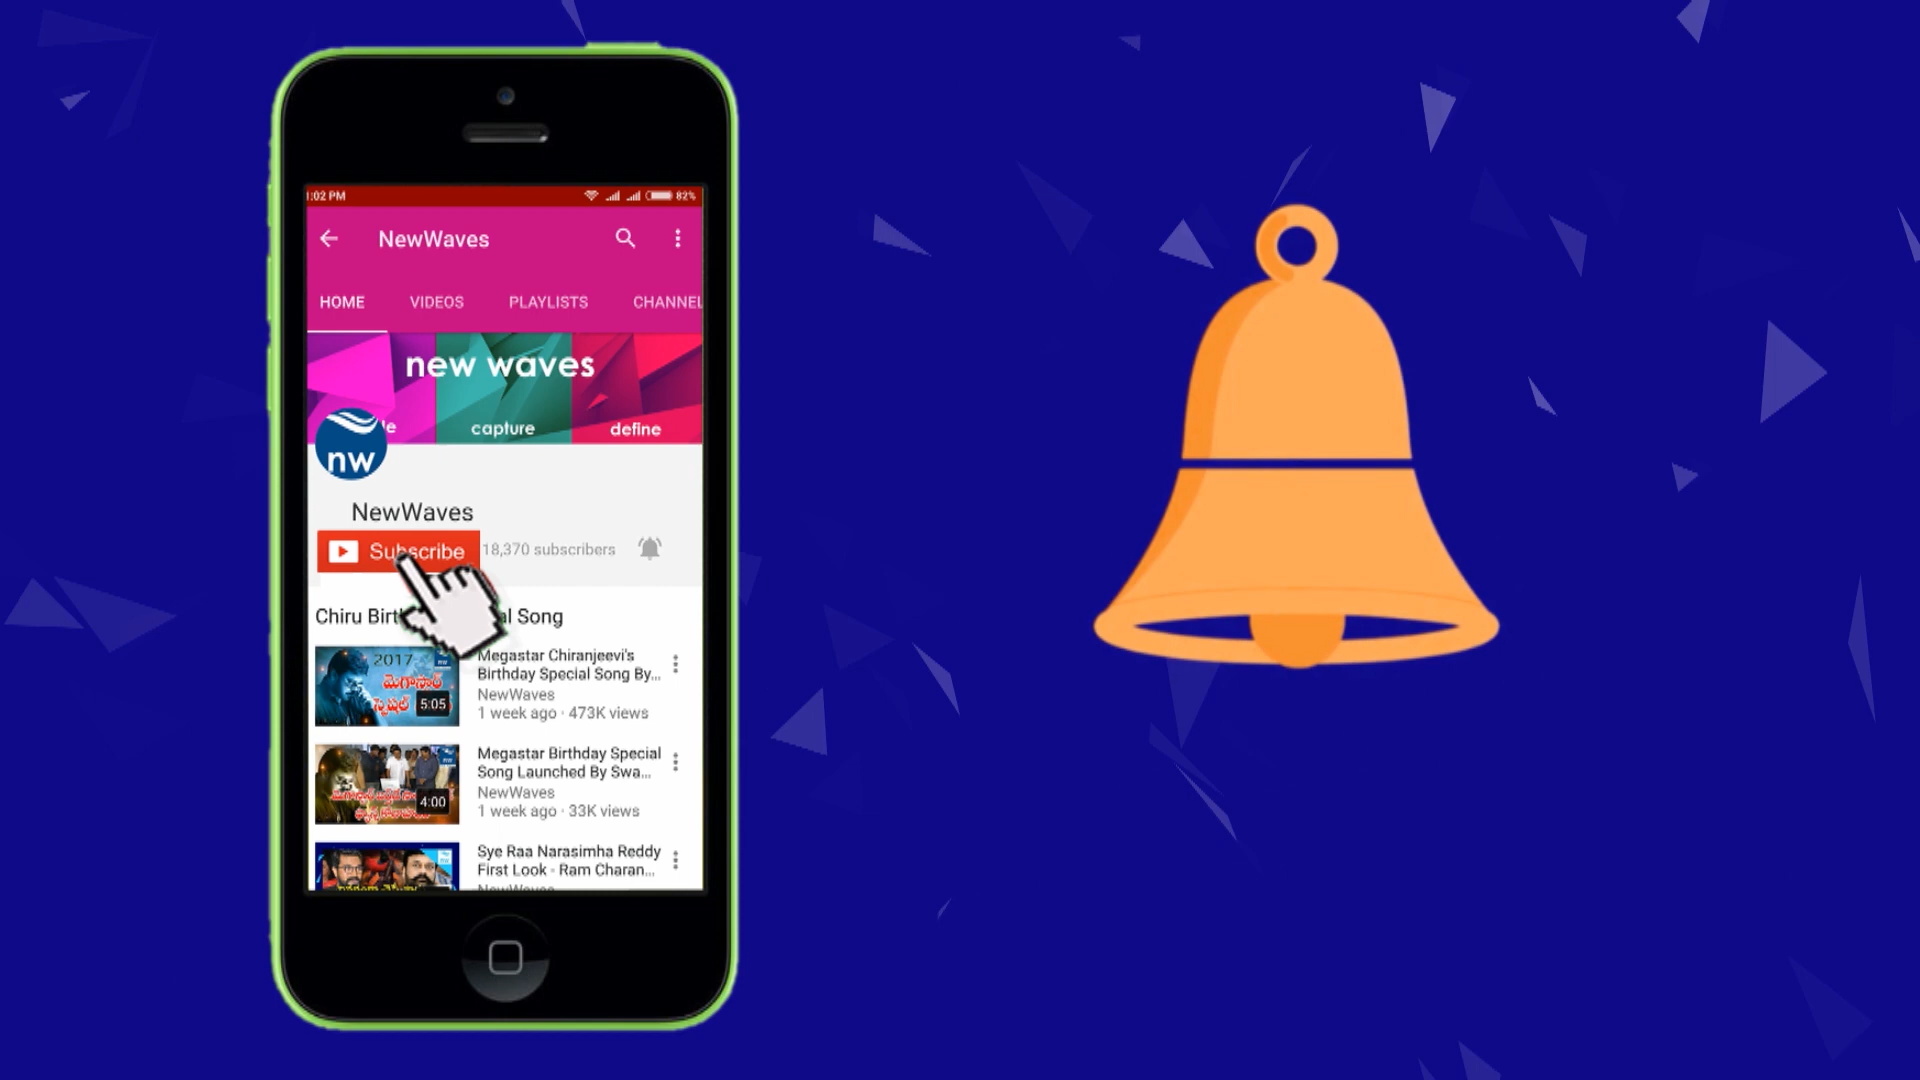 1:02 PM
82%
NewWaves
HOME VIDEOS PLAYLISTS CHANNEL
new waves
capture
define
nw
NewWaves
Subscribe
18,370 subscribers
Song
2017
మెగాస్టార్
స్పెషల్
5:05
Megastar Chiranjeevi's
Birthday Special Song By...
NewWaves
1 week ago · 473K views
4:00
Megastar Birthday Special
Song Launched By Swa...
NewWaves
1 week ago · 33K views
Sye Raa Narasimha Reddy
First Look - Ram Charan...
NewWaves